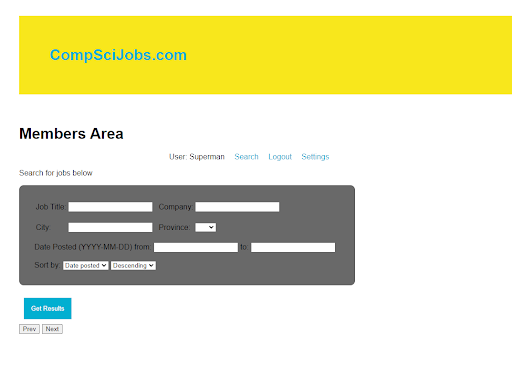 CompSciJobs.com
Members Area
User: Superman Search Logout Settings
Search for jobs below
Job Title: Company:
City: Province:
Date Posted (YYYY-MM-DD) from: to:
Sort by: Date posted Descending
Get Results
Prev Next